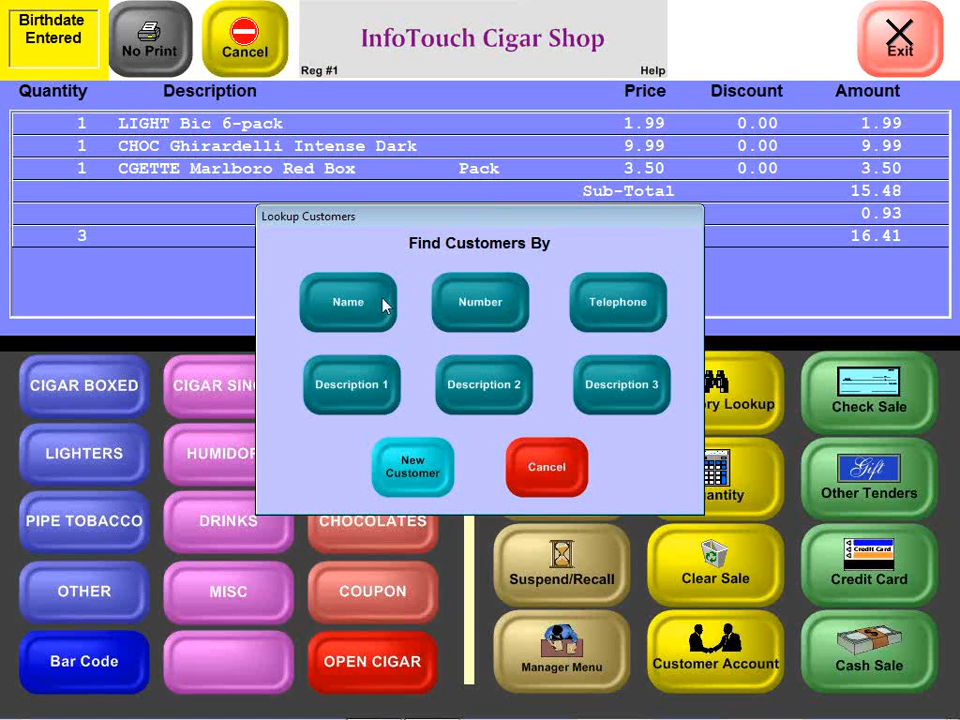 Birthdate
Entered
No Print
Cancel
InfoTouch Cigar Shop
Reg #1
Help
Exit
Quantity Description Price Discount Amount
1 LIGHT Bic 6-pack 1.99 0.00 1.99
1 CHOC Ghirardelli Intense Dark 9.99 0.00 9.99
1 CGETTE Marlboro Red Box Pack 3.50 0.00 3.50
Sub-Total 15.48
0.93
3 16.41
Lookup Customers
Find Customers By
Name Number Telephone
Description 1 Description 2 Description 3
New
Customer
Cancel
CIGAR BOXED CIGAR
Lookup
Check Sale
LIGHTERS
Gift
Other Tenders
PIPE TOBACCO DRINKS CHOCOLATES
Suspend/Recall
Clear Sale
Credit Card
Credit Card
OTHER MISC COUPON
Bar Code OPEN CIGAR
Manager Menu
Customer Account
Cash Sale